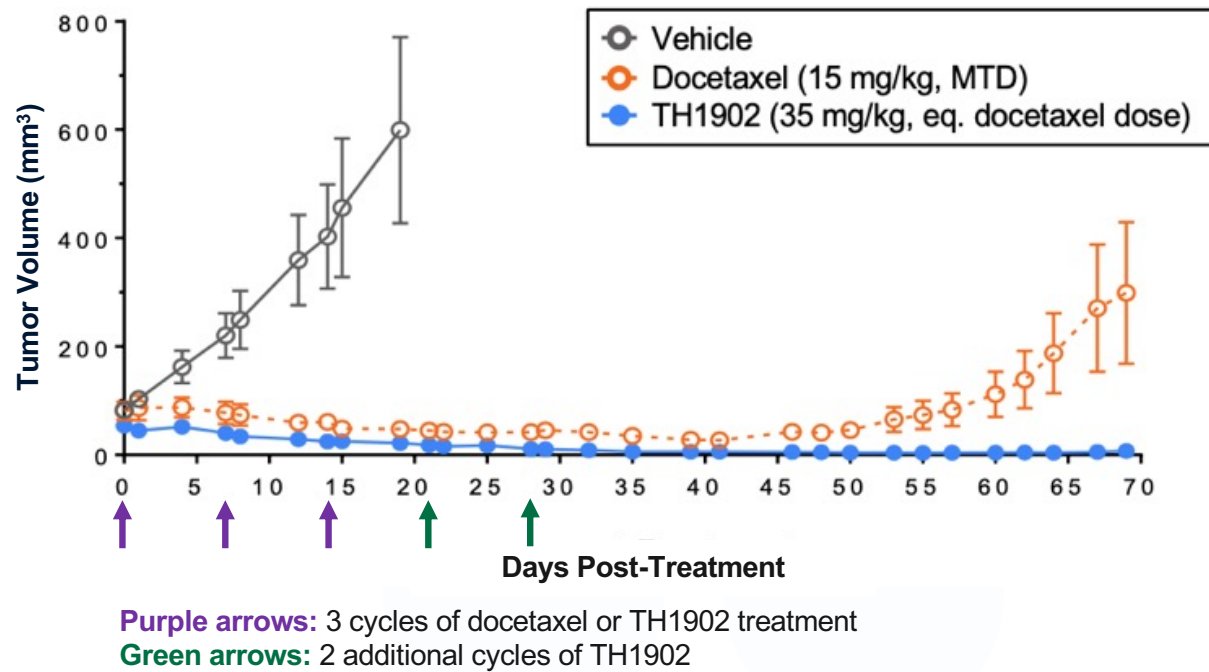 800
600
400
200
0
Tumor Volume (mm³)
Vehicle
Docetaxel (15 mg/kg, MTD)
TH1902 (35 mg/kg, eq. docetaxel dose)
0 5 10 15 20 25 30 35 40 45 50 55 60 65 70
Days Post-Treatment
Purple arrows: 3 cycles of docetaxel or TH1902 treatment
Green arrows: 2 additional cycles of TH1902